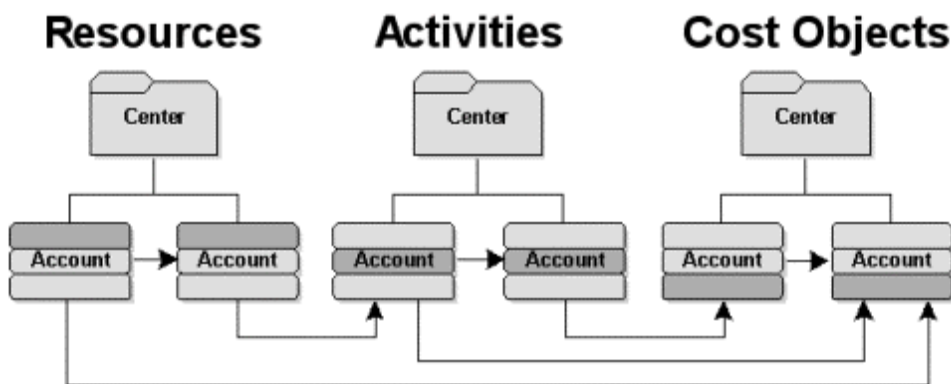 Resources Activities Cost Objects
Center Center Center
Account Account Account Account Account Account